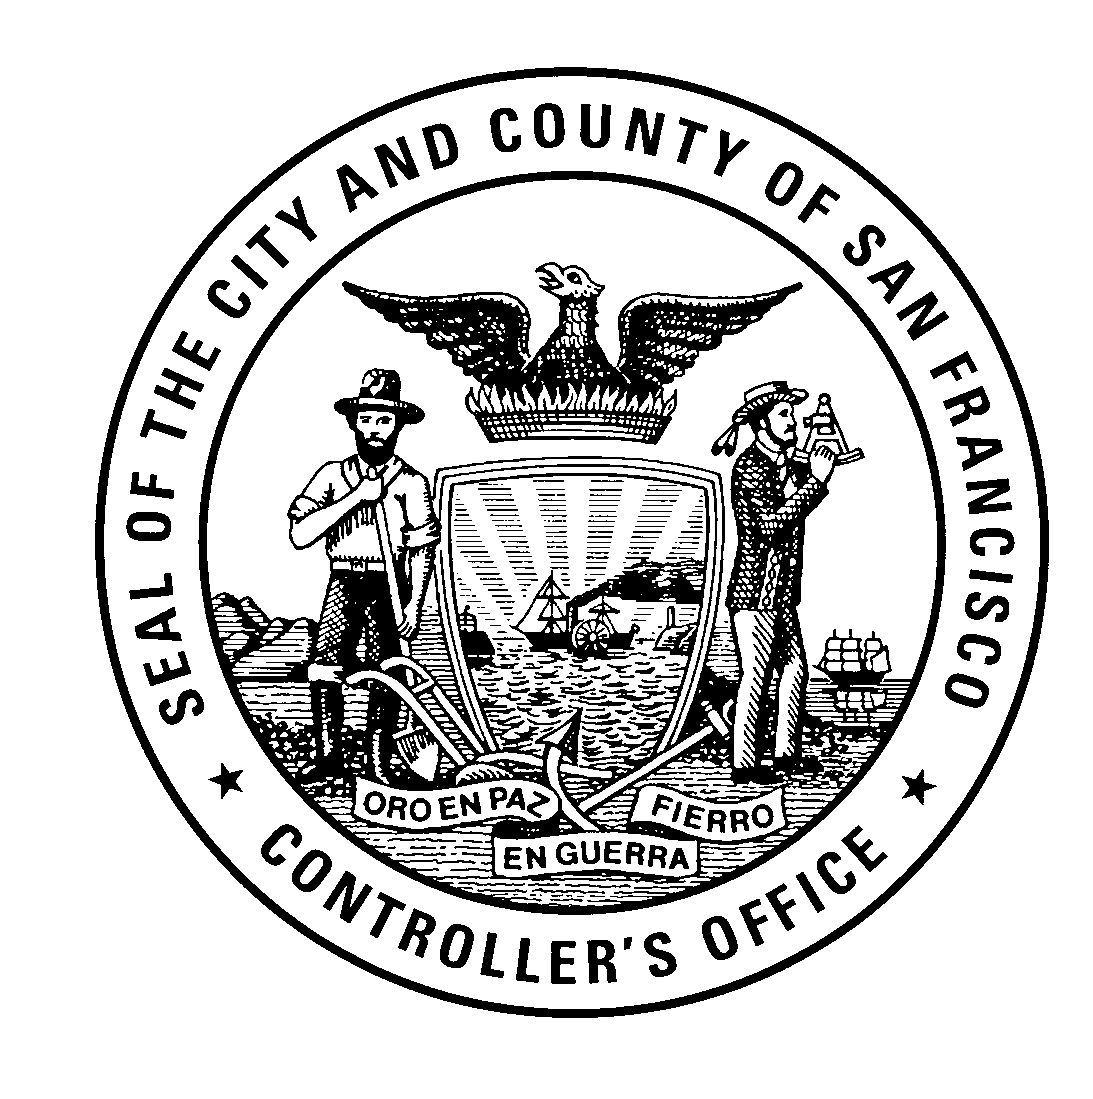 SEAL OF THE CITY AND COUNTY OF SAN FRANCISCO
ORO EN PAZ
FIERRO
EN GUERRA
CONTROLLER'S OFFICE